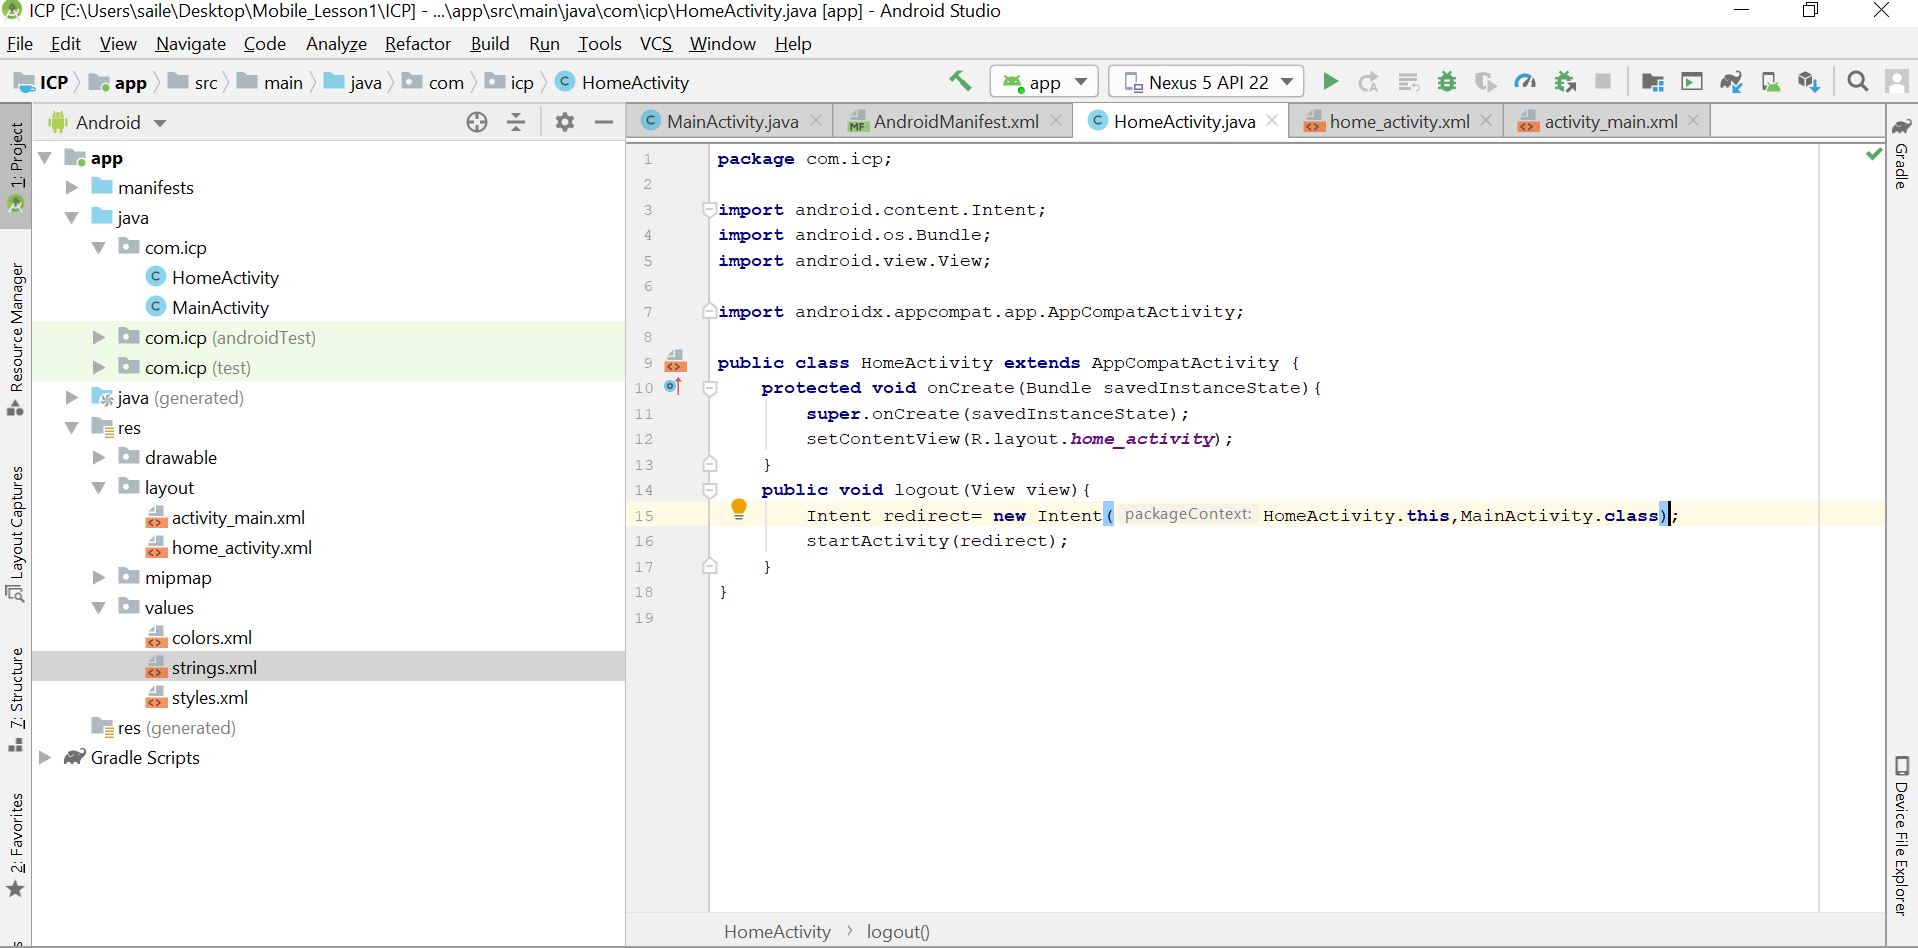 ICP [C:\Users\saile\Desktop\Mobile_Lesson1\ICP] - ...\app\src\main\java\com\icp\HomeActivity.java [app] - Android Studio
File Edit View Navigate Code Analyze Refactor Build Run Tools VCS Window Help
ICP app src main java com icp C HomeActivity app Nexus 5 API 22
Android
C MainActivity.java MF AndroidManifest.xml C HomeActivity.java home_activity.xml activity_main.xml
1: Project
Resource Manager
Layout Captures
7: Structure
2: Favorites
app
manifests
java
com.icp
C HomeActivity
C MainActivity
com.icp (androidTest)
com.icp (test)
java (generated)
res
drawable
layout
activity_main.xml
home_activity.xml
mipmap
values
colors.xml
strings.xml
styles.xml
res (generated)
Gradle Scripts
1 package com.icp;
2
3 import android.content.Intent;
4 import android.os.Bundle;
5 import android.view.View;
6
7 import androidx.appcompat.app.AppCompatActivity;
8
9 public class HomeActivity extends AppCompatActivity {
10 protected void onCreate(Bundle savedInstanceState){
11 super.onCreate(savedInstanceState);
12 setContentView(R.layout.home_activity);
13 }
14 public void logout(View view){
15 Intent redirect= new Intent( packageContext: HomeActivity.this,MainActivity.class);
16 startActivity(redirect);
17 }
18 }
19
HomeActivity › logout()
Gradle
Device File Explorer